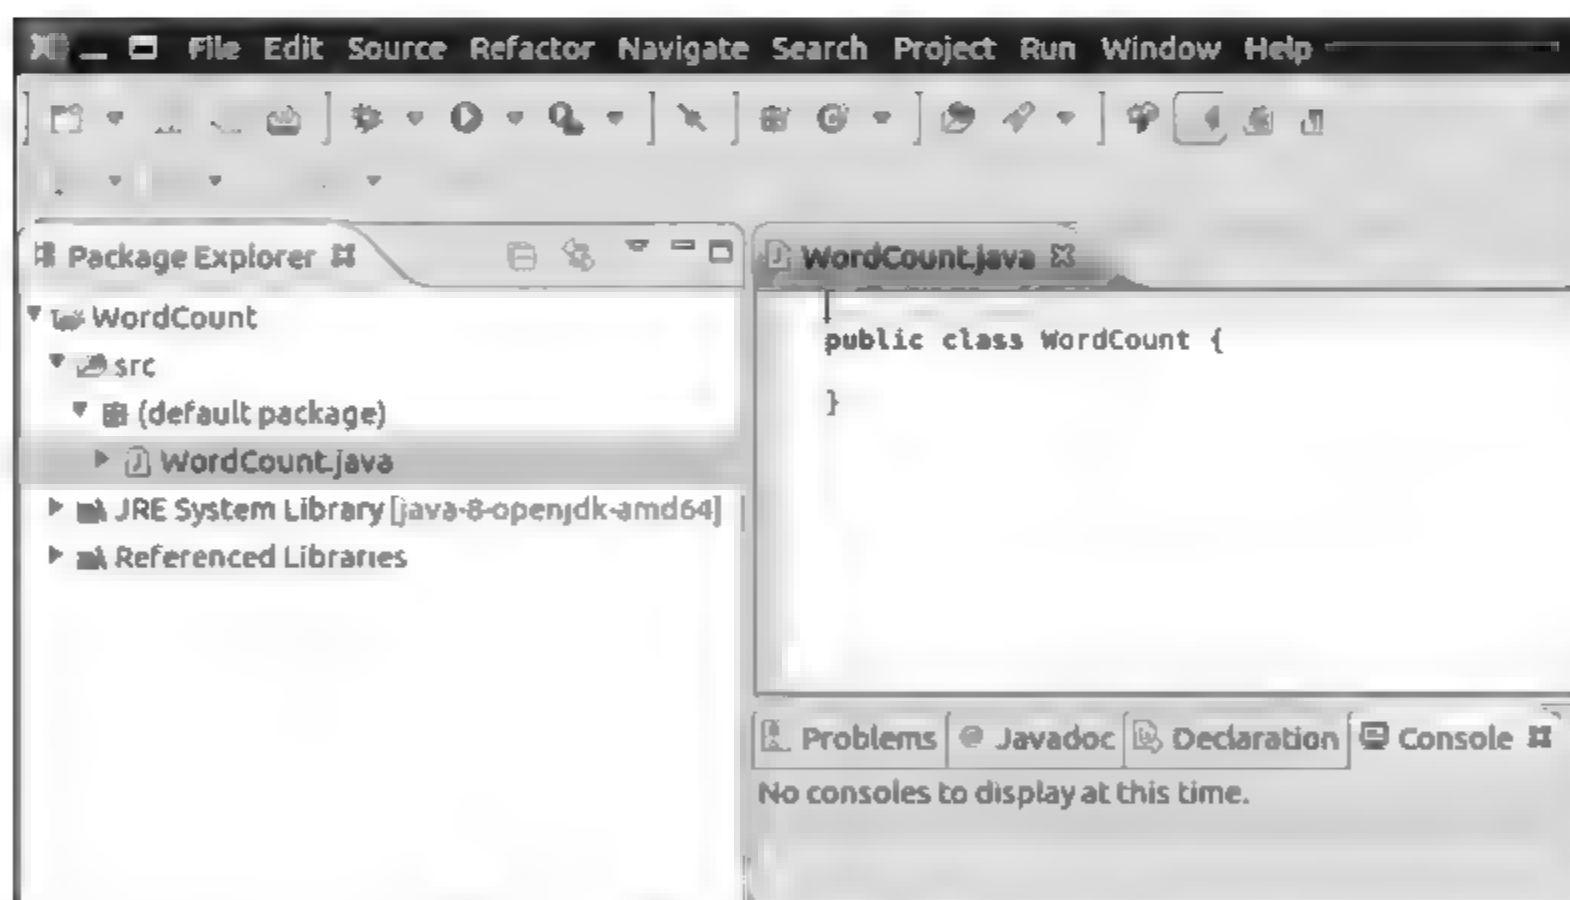 File Edit Source Refactor Navigate Search Project Run Window Help
Package Explorer
WordCount
src
(default package)
WordCount.java
JRE System Library [java-8-openjdk-amd64]
Referenced Libraries
WordCount.java
public class WordCount {
}
Problems Javadoc Declaration Console
No consoles to display at this time.